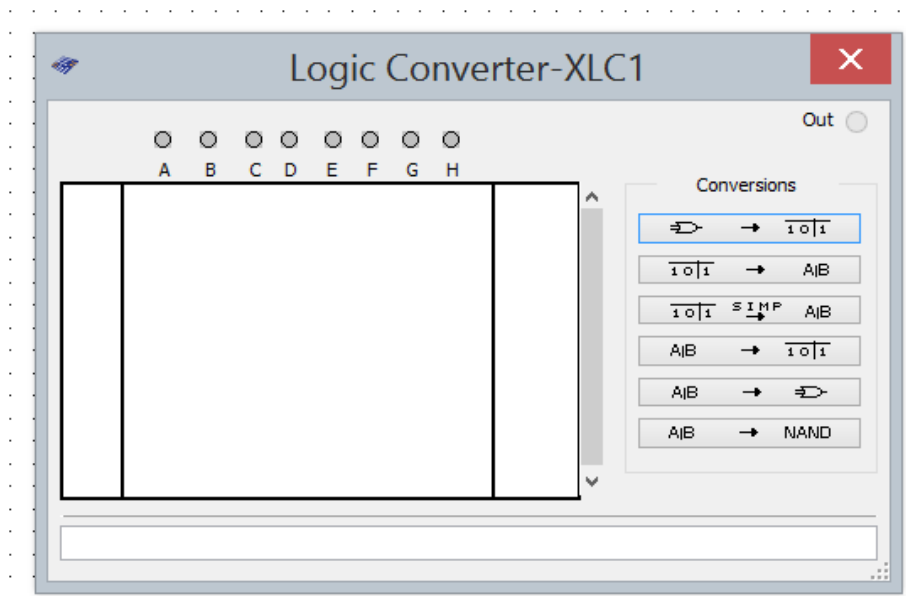 Logic Converter-XLC1
Out
A B C D E F G H
Conversions
→ 1 0 1
1 0 1 → A|B
1 0 1 SIMP → A|B
A|B → 1 0 1
A|B →
A|B → NAND